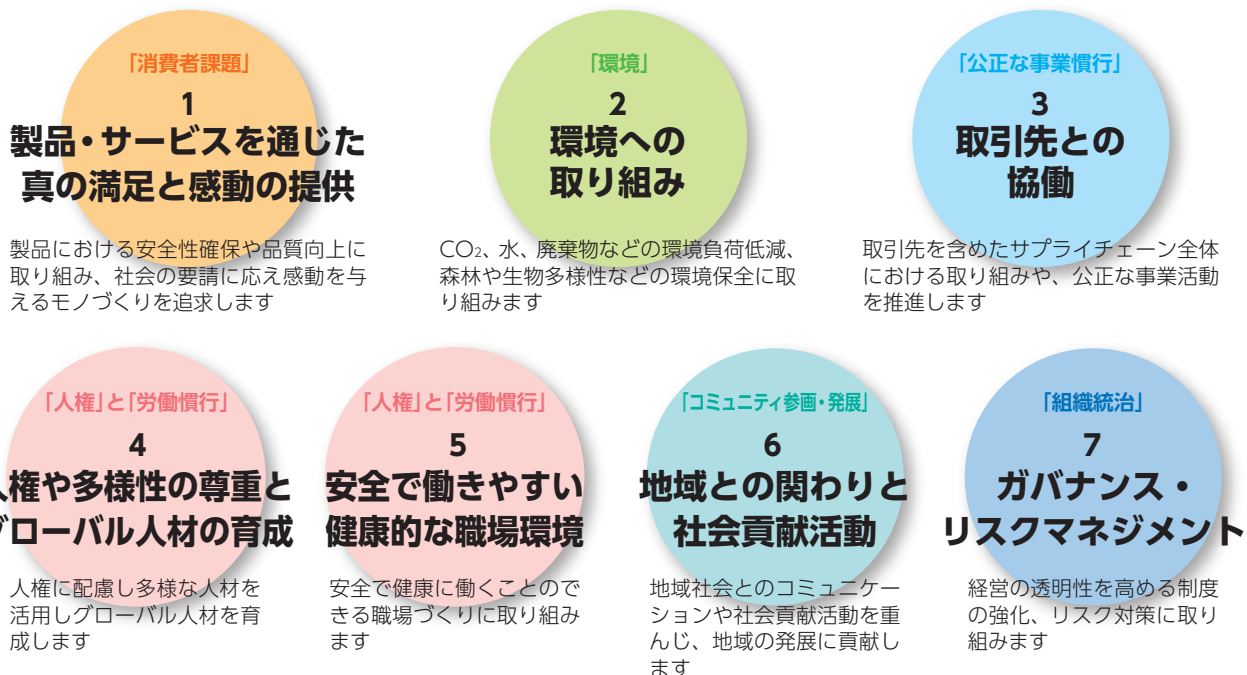 「消費者課題」
1
製品・サービスを通じた
真の満足と感動の提供
製品における安全性確保や品質向上に
取り組み、社会の要請に応え感動を与
えるモノづくりを追求します
「環境」
2
環境への
取り組み
CO₂、水、廃棄物などの環境負荷低減、
森林や生物多様性などの環境保全に取
り組みます
「公正な事業慣行」
3
取引先との
協働
取引先を含めたサプライチェーン全体
における取り組みや、公正な事業活動
を推進します
「人権」と「労働慣行」
4
人権や多様性の尊重と
グローバル人材の育成
人権に配慮し多様な人材を
活用しグローバル人材を育
成します
「人権」と「労働慣行」
5
安全で働きやすい
健康的な職場環境
安全で健康に働くことので
きる職場づくりに取り組み
ます
「コミュニティ参画・発展」
6
地域との関わりと
社会貢献活動
地域社会とのコミュニケー
ションや社会貢献活動を重
んじ、地域の発展に貢献し
ます
「組織統治」
7
ガバナンス・
リスクマネジメント
経営の透明性を高める制度
の強化、リスク対策に取り
組みます